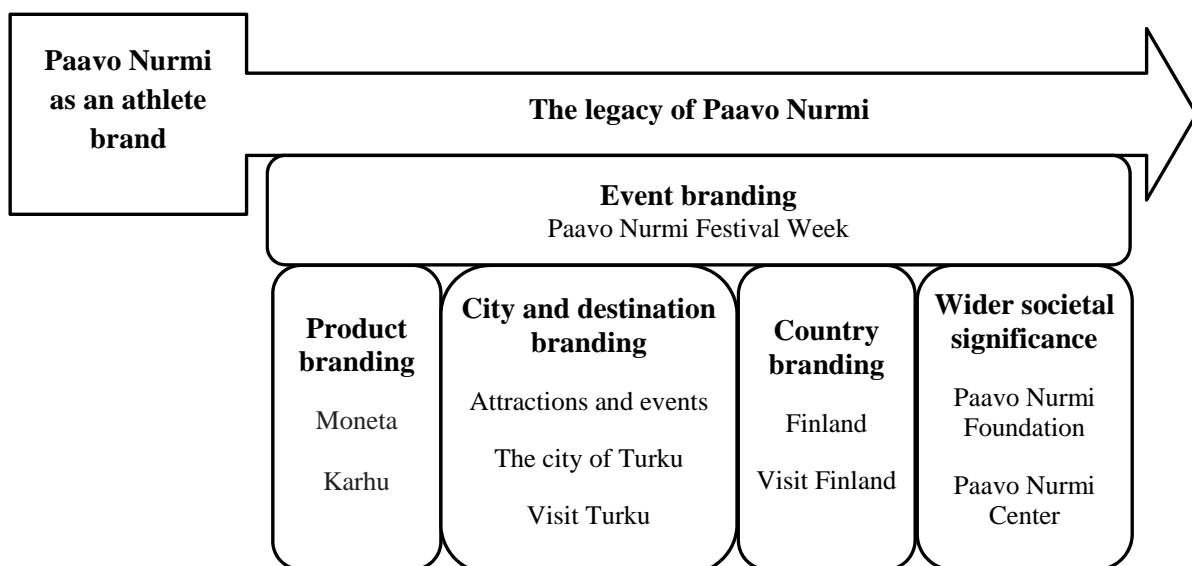 Paavo Nurmi
as an athlete
brand
The legacy of Paavo Nurmi
Event branding
Paavo Nurmi Festival Week
Product
branding
Moneta
Karhu
City and destination
branding
Attractions and events
The city of Turku
Visit Turku
Country
branding
Finland
Visit Finland
Wider societal
significance
Paavo Nurmi
Foundation
Paavo Nurmi
Center